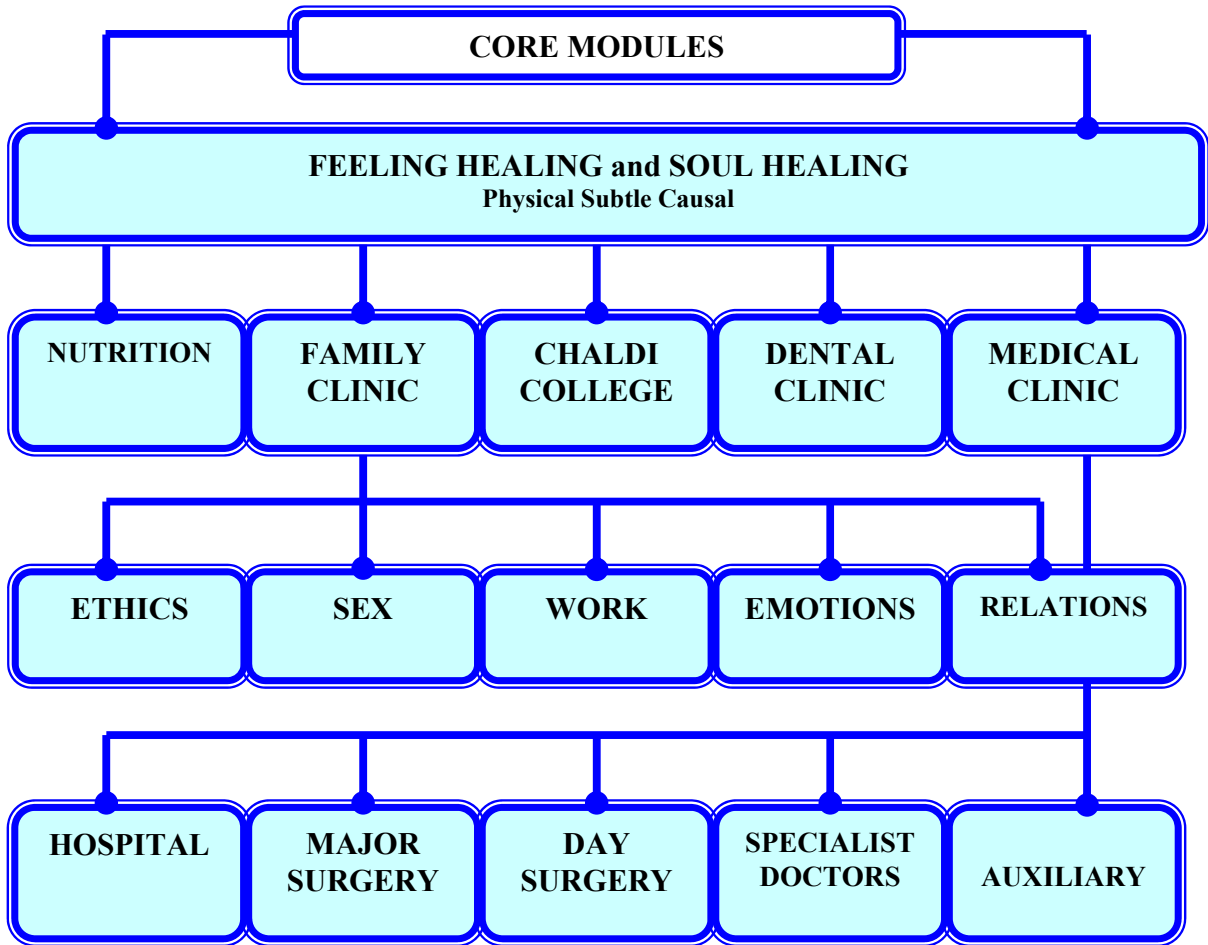 CORE MODULES
FEELING HEALING and SOUL HEALING
Physical Subtle Causal
NUTRITION
FAMILY
CLINIC
CHALDI
COLLEGE
DENTAL
CLINIC
MEDICAL
CLINIC
ETHICS
SEX
WORK
EMOTIONS
RELATIONS
HOSPITAL
MAJOR
SURGERY
DAY
SURGERY
SPECIALIST
DOCTORS
AUXILIARY